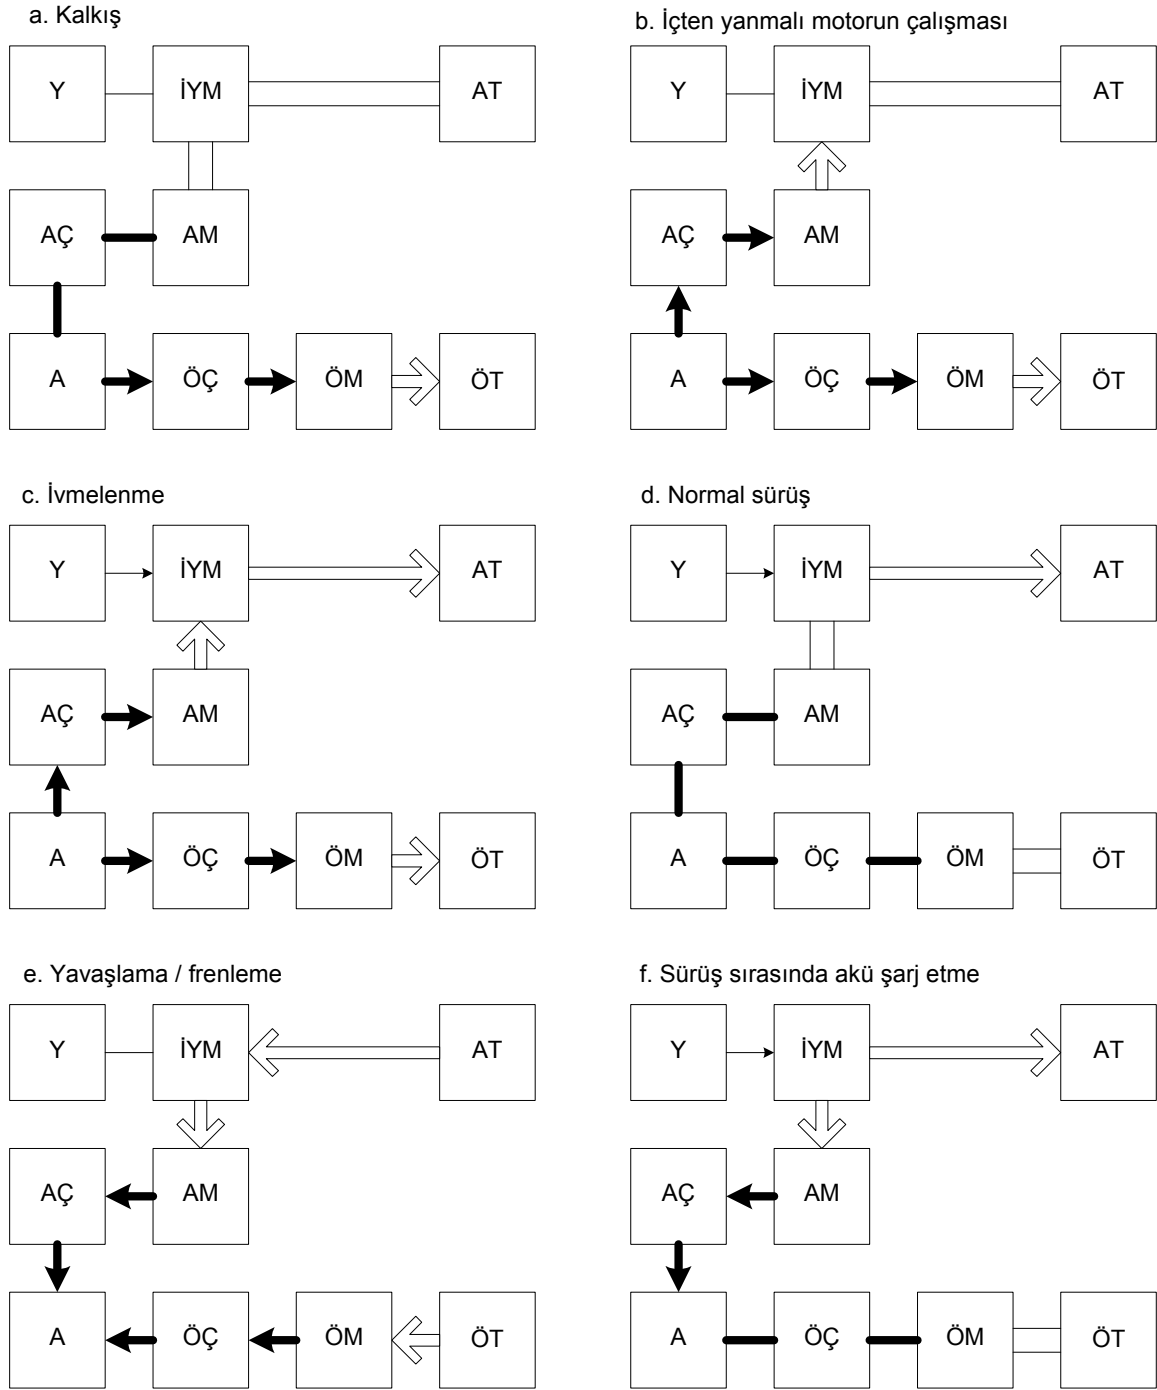 a. Kalkış
b. İçten yanmalı motorun çalışması
Y İYM AT
Y İYM AT
AÇ AM
AÇ AM
A ÖÇ ÖM ÖT
A ÖÇ ÖM ÖT
c. İvmelenme
d. Normal sürüş
Y İYM AT
Y İYM AT
AÇ AM
AÇ AM
A ÖÇ ÖM ÖT
A ÖÇ ÖM ÖT
e. Yavaşlama / frenleme
f. Sürüş sırasında akü şarj etme
Y İYM AT
Y İYM AT
AÇ AM
AÇ AM
A ÖÇ ÖM ÖT
A ÖÇ ÖM ÖT